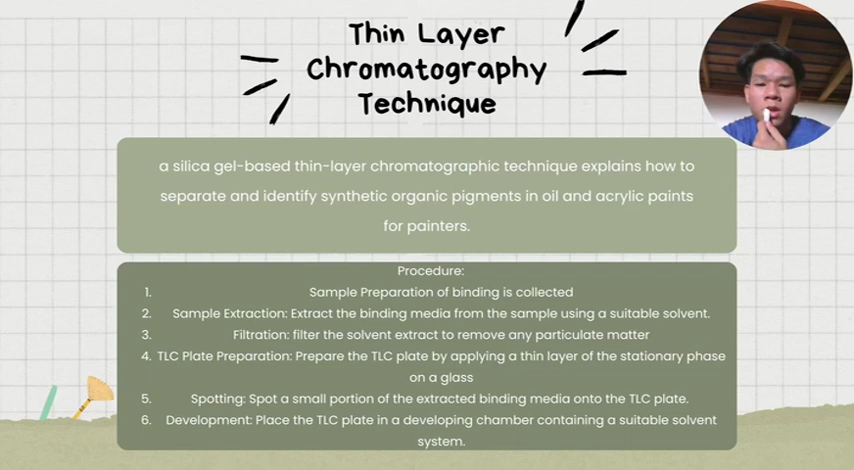 Thin Layer
Chromatography
Technique
a silica gel-based thin-layer chromatographic technique explains how to
separate and identify synthetic organic pigments in oil and acrylic paints
for painters.
Procedure:
1. Sample Preparation of binding is collected
2. Sample Extraction: Extract the binding media from the sample using a suitable solvent.
3. Filtration: filter the solvent extract to remove any particulate matter
4. TLC Plate Preparation: Prepare the TLC plate by applying a thin layer of the stationary phase
on a glass
5. Spotting: Spot a small portion of the extracted binding media onto the TLC plate.
6. Development: Place the TLC plate in a developing chamber containing a suitable solvent
system.